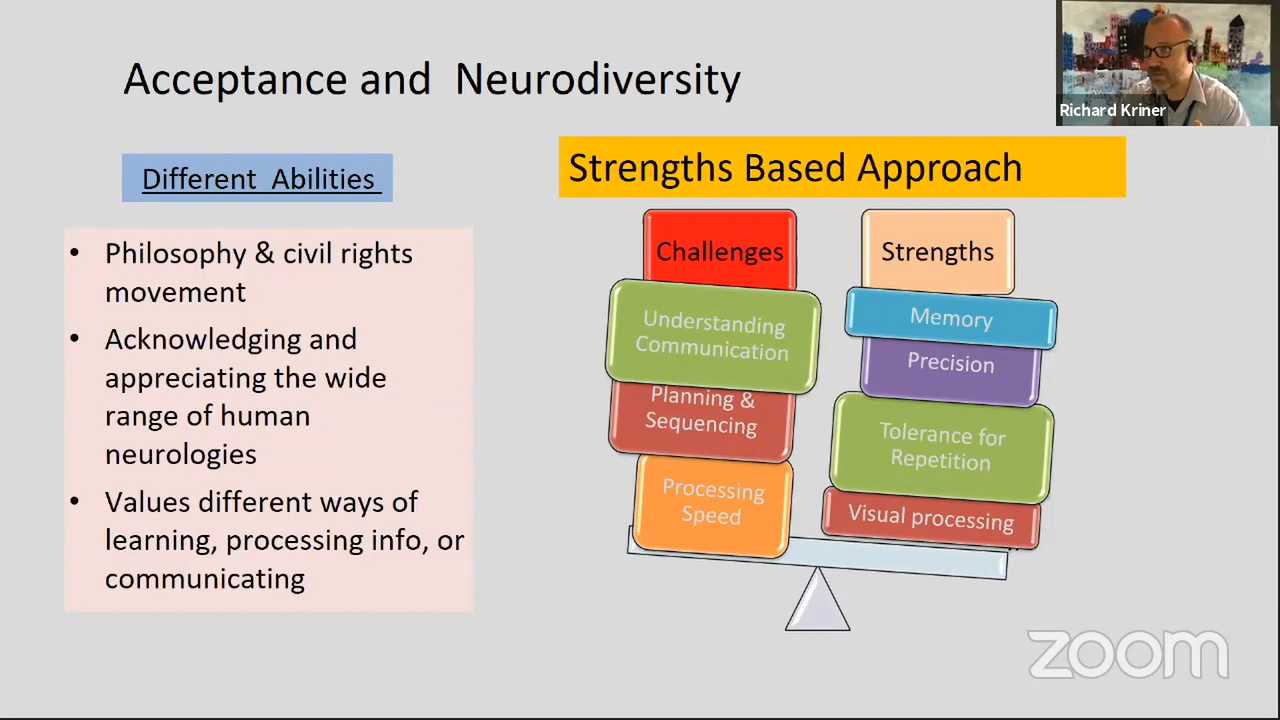 Acceptance and Neurodiversity
Richard Kriner
Different Abilities
Strengths Based Approach
• Philosophy & civil rights
movement
• Acknowledging and
appreciating the wide
range of human
neurologies
• Values different ways of
learning, processing info, or
communicating
Challenges
Understanding
Communication
Planning &
Sequencing
Processing
Speed
Strengths
Memory
Precision
Tolerance for
Repetition
Visual processing
zoom